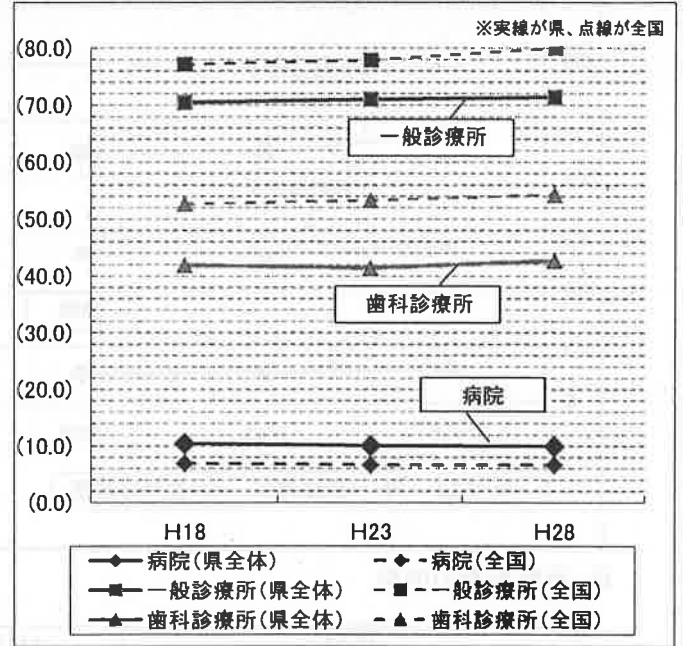 ※実線が県、点線が全国
(80.0)
(70.0)
一般診療所
(60.0)
(50.0)
(40.0)
歯科診療所
(30.0)
(20.0)
病院
(10.0)
(0.0)
H18 H23 H28
病院(県全体) 病院(全国)
一般診療所(県全体) 一般診療所(全国)
歯科診療所(県全体) 歯科診療所(全国)